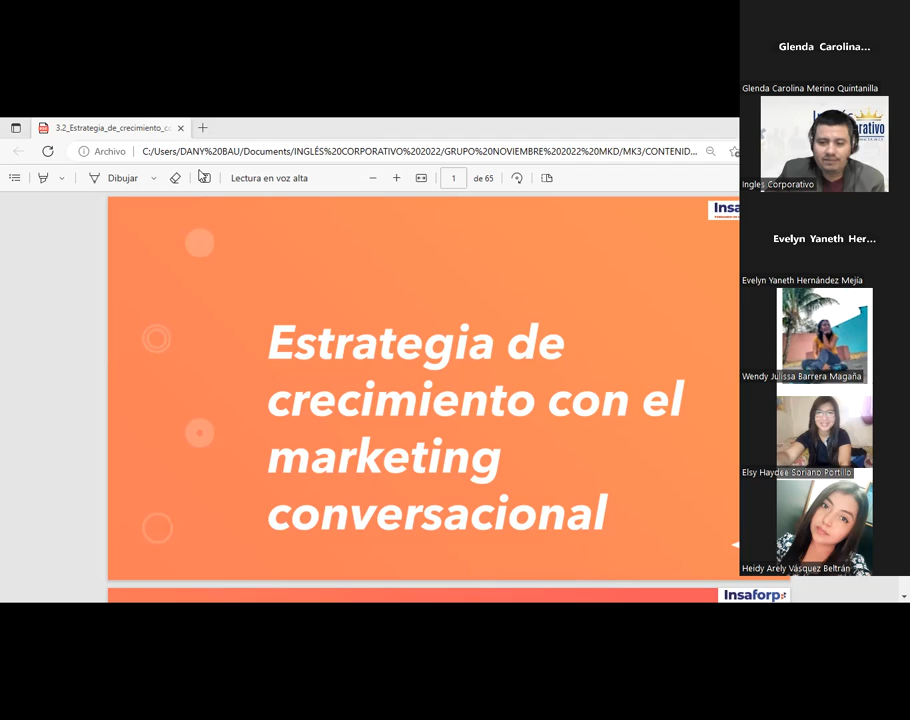 Glenda Carolina...
Glenda Carolina Merino Quintanilla
3.2_Estrategia_de_crecimiento_cc
Archivo
C:/Users/DANY%20BAU/Documents/INGLÉS%20CORPORATIVO%202022/GRUPO%20NOVIEMBRE%202022%20MKD/MK3/CONTENID...
Dibujar
Lectura en voz alta
1
de 65
Ingles Corporativo
Insa
Estrategia de
crecimiento con el
marketing
conversacional
Evelyn Yaneth Her...
Evelyn Yaneth Hernández Mejía
Wendy Julissa Barrera Magaña
Elsy Haydee Soriano Portillo
Heidy Arely Vásquez Beltrán
Insaforp